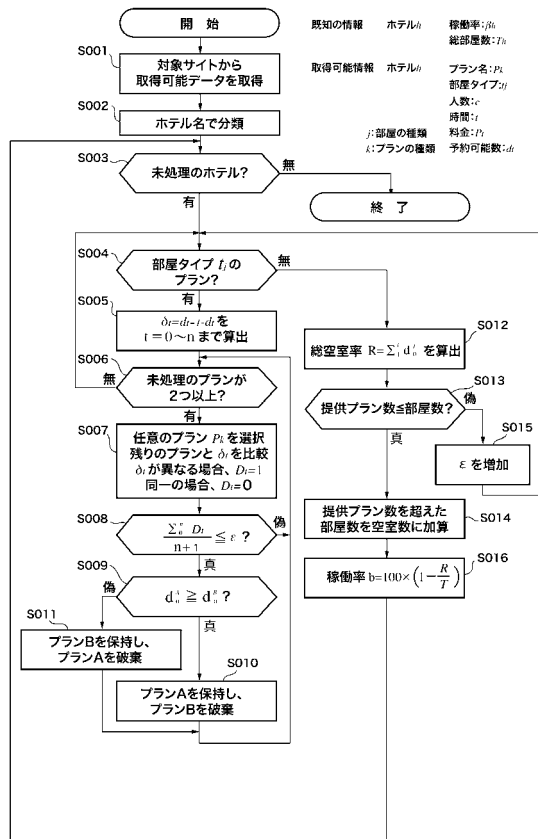 開 始
既知の情報 ホテルh 稼働率:βh
総部屋数:Th
S001
対象サイトから
取得可能データを取得
取得可能情報 ホテルh プラン名:Pk
部屋タイプ:tj
人数:c
時間:t
j:部屋の種類 料金:Pt
k:プランの種類 予約可能数:dt
S002
ホテル名で分類
S003
未処理のホテル?
無
有
終 了
S004
部屋タイプ tj の
プラン?
無
有
S005
δt=dt-1-dt を
t=0~n まで算出
S006
未処理のプランが
2つ以上?
無
有
S007
任意のプラン Pk を選択
残りのプランと δt を比較
δt が異なる場合、Dt=1
同一の場合、Dt=0
S008
偽
n+1
≦ε?
真
S009
偽
真
S011
プランBを保持し、
プランAを破棄
S010
プランAを保持し、
プランBを破棄
S012
総空室率 R=
を算出
S013
提供プラン数≦部屋数?
偽
真
S015
ε を増加
S014
提供プラン数を超えた
部屋数を空室数に加算
S016
稼働率 b=100×(1-R/T)